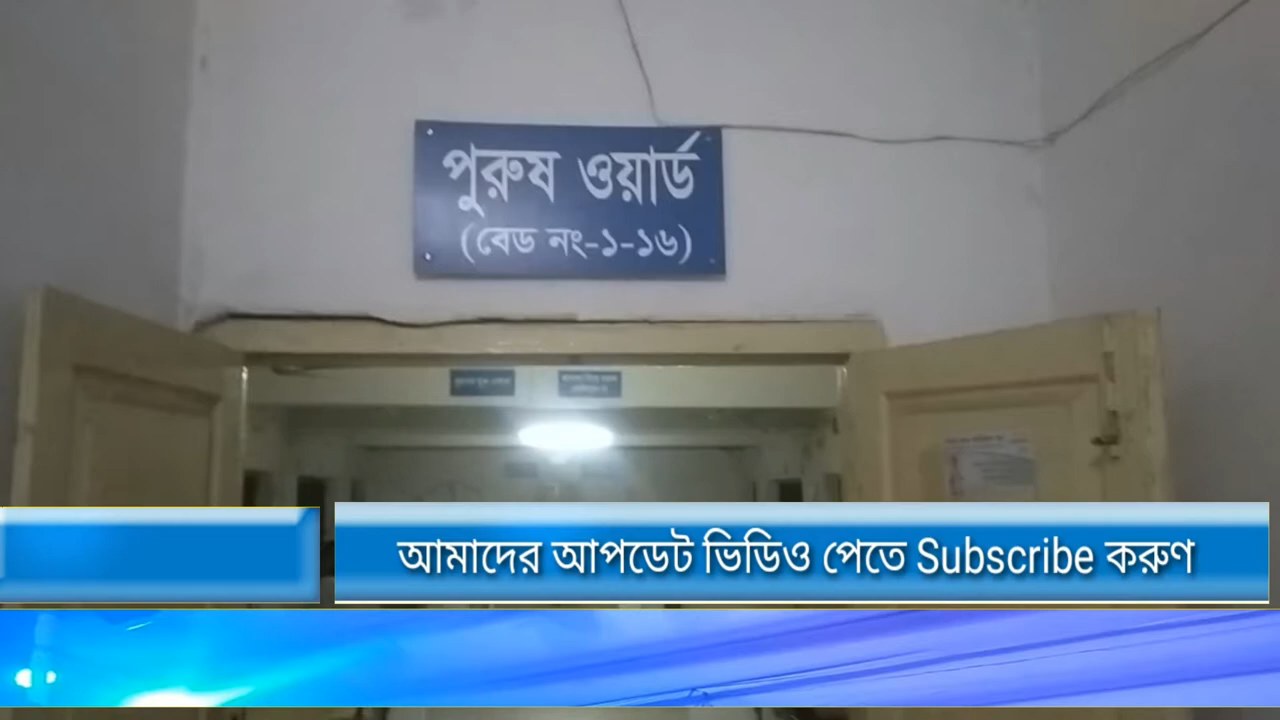 পুরুষ ওয়ার্ড
(বেড নং-১-১৬)
আমাদের আপডেট ভিডিও পেতে Subscribe করুণ